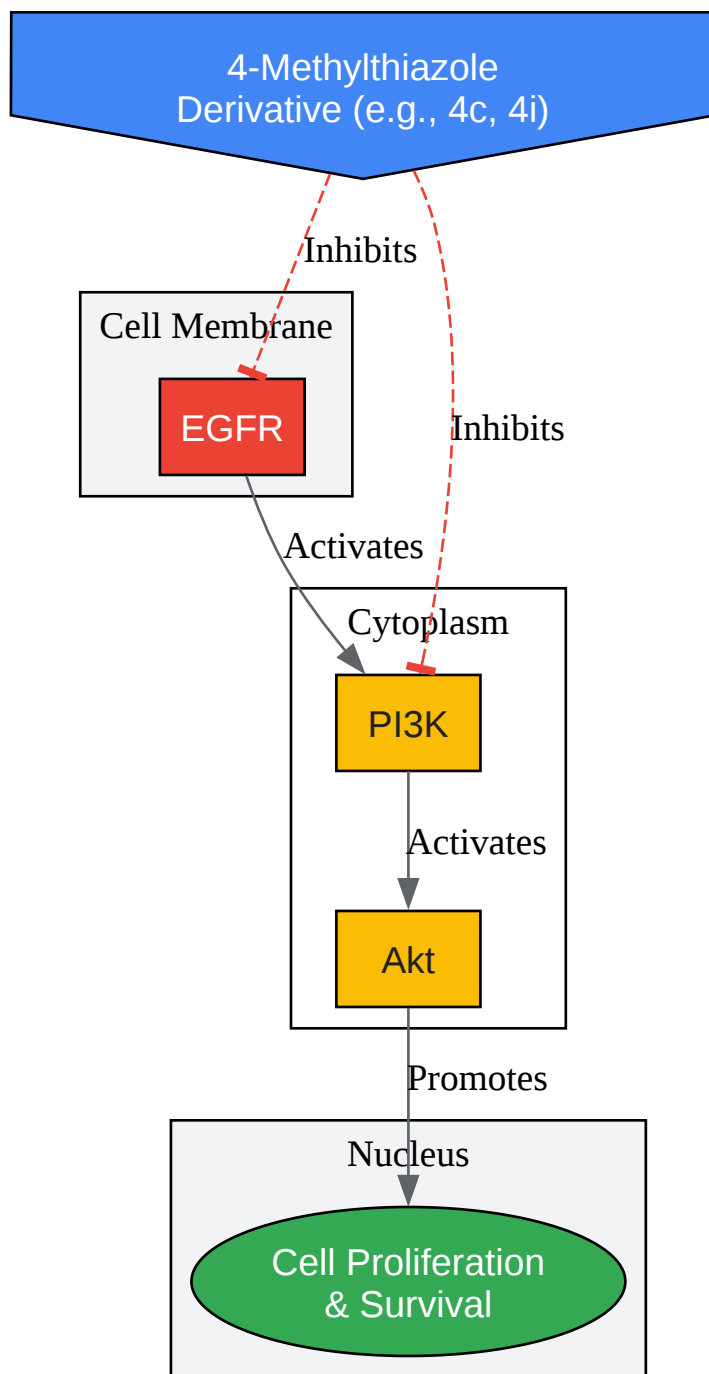 4-Methylthiazole
Derivative (e.g., 4c, 4i)
Inhibits
Cell Membrane
EGFR
Inhibits
Activates
Cytoplasm
PI3K
Activates
Akt
Promotes
Nucleus
Cell Proliferation
& Survival